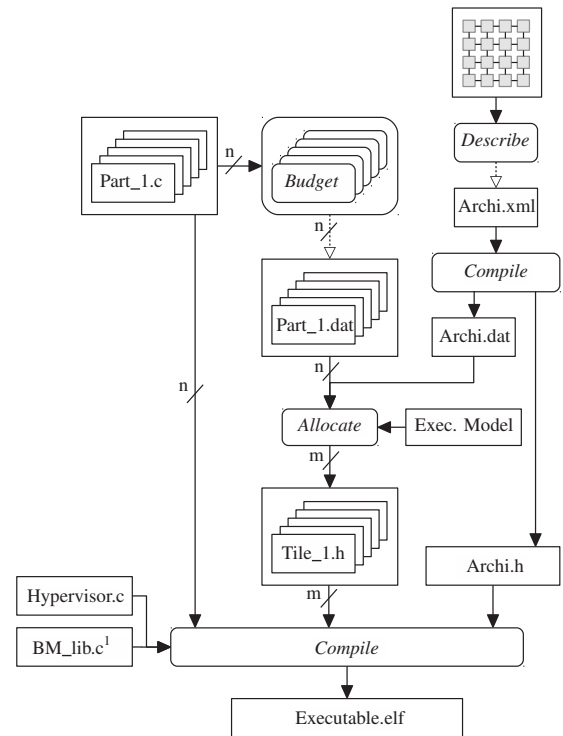 Describe
n
Part_1.c
Budget
Archi.xml
n
Compile
Part_1.dat
Archi.dat
n
n
Allocate
Exec. Model
m
Tile_1.h
Archi.h
Hypervisor.c
m
BM_lib.c¹
Compile
Executable.elf